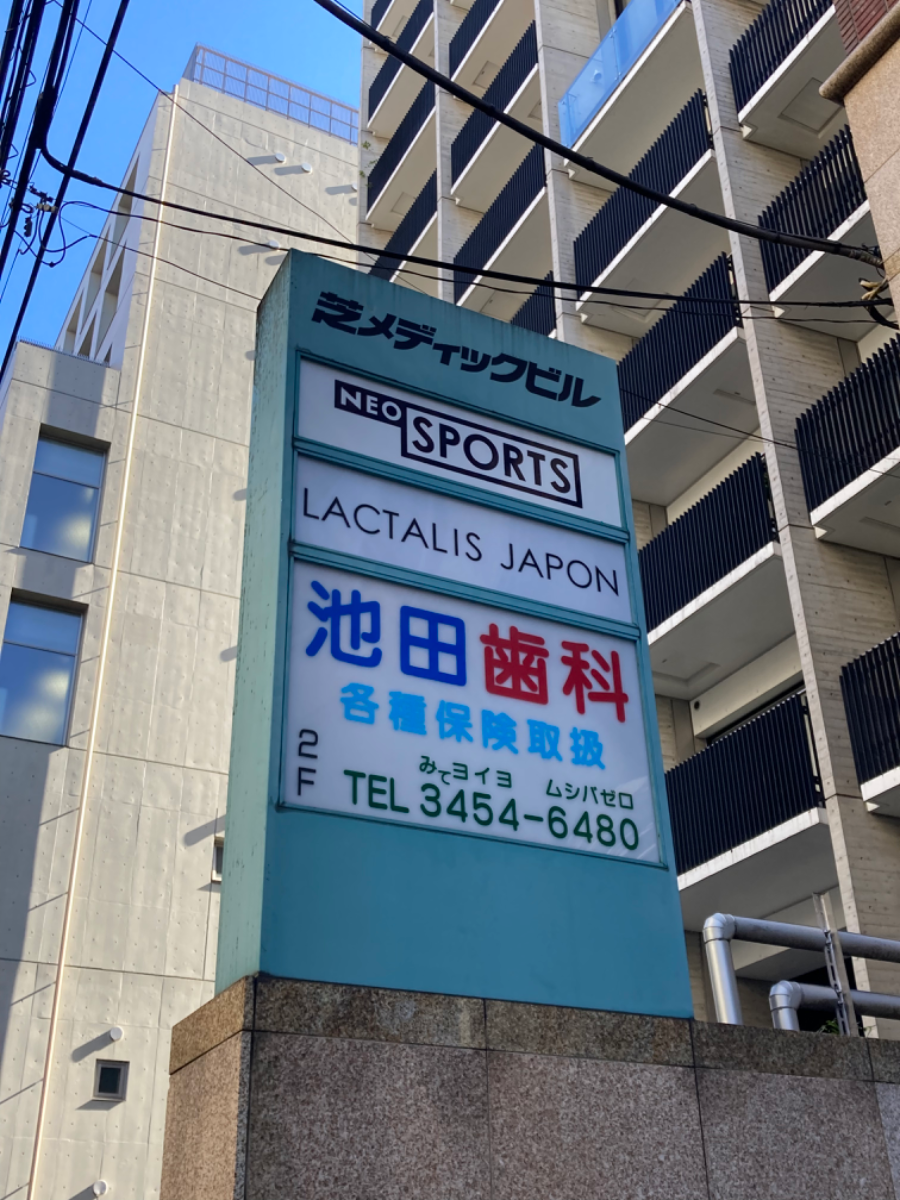 芝メディックビル
NEO
SPORTS
LACTALIS JAPON
池田歯科
各種保険取扱
2F
みてヨイヨ ムシバゼロ
TEL 3454-6480